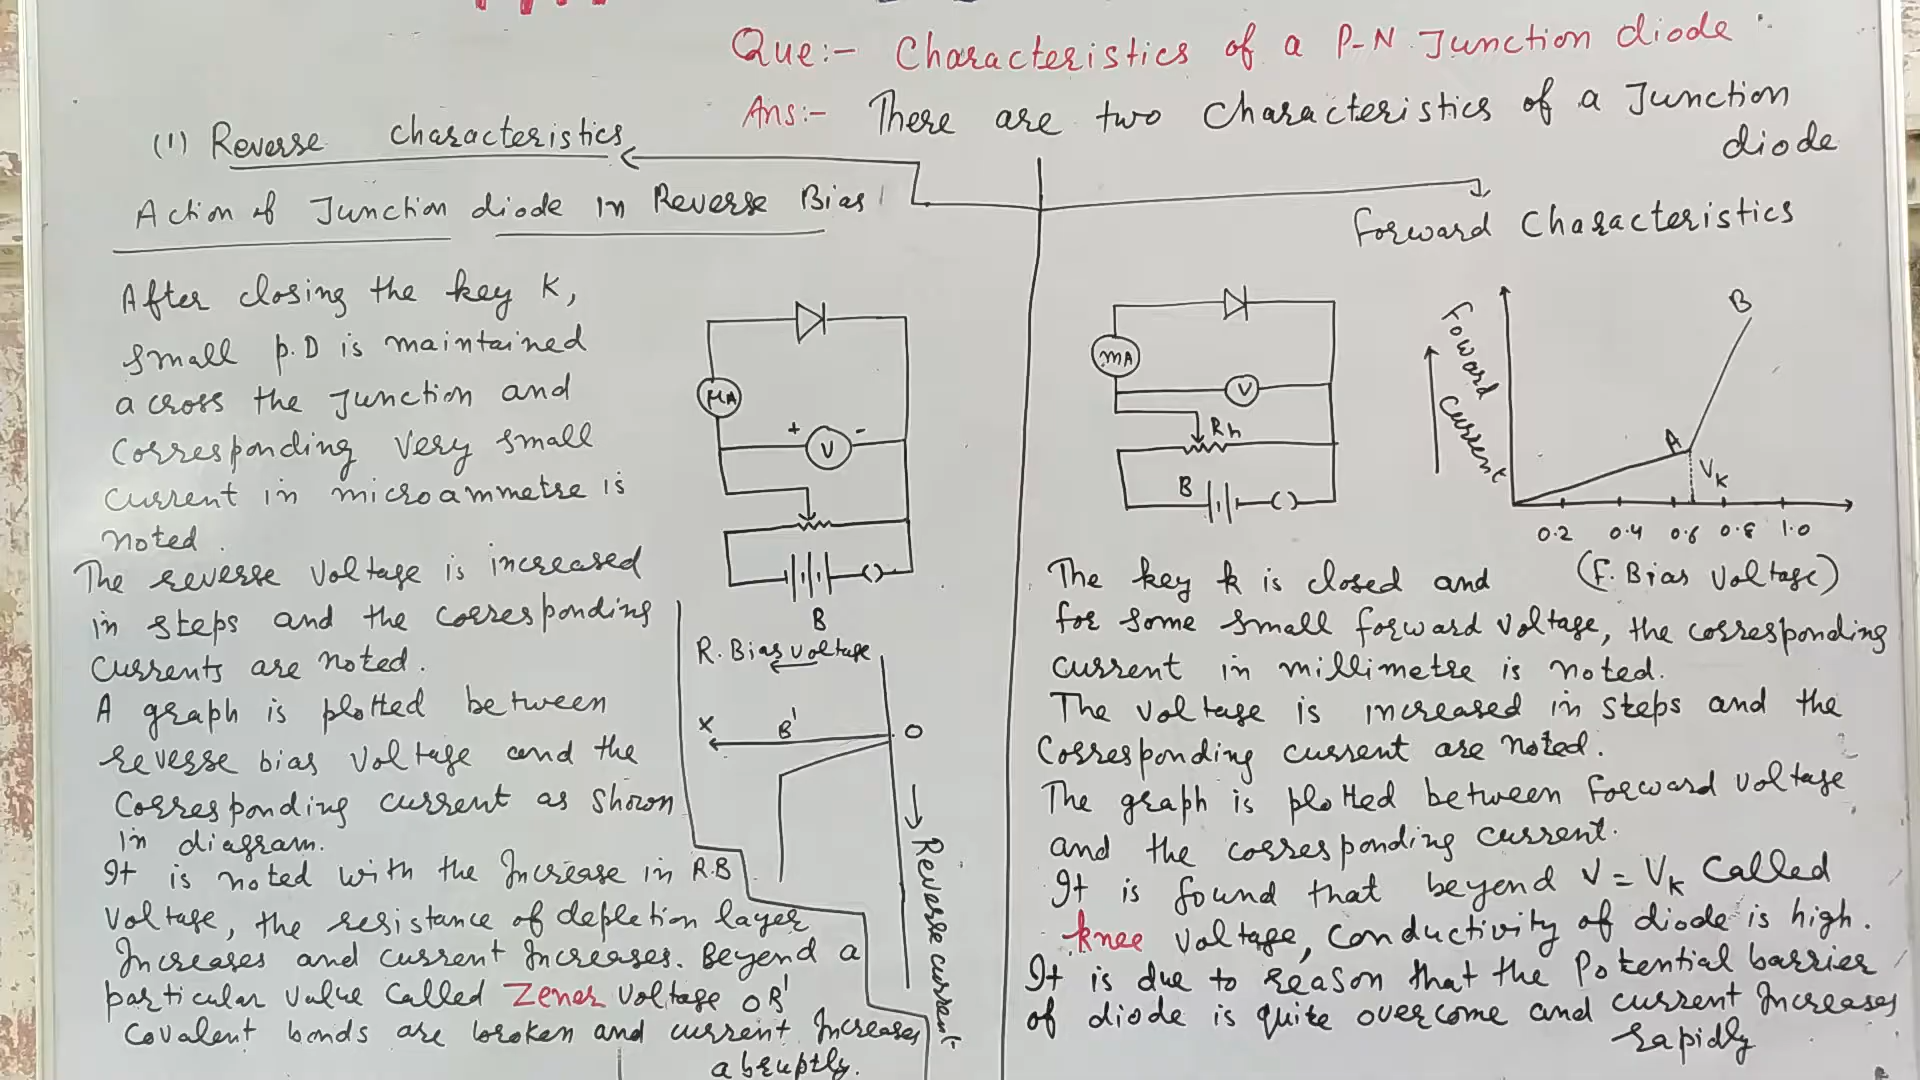 Que:- Characteristics of a P-N Junction diode
Ans:- There are two Characteristics of a Junction
diode
(1) Reverse Characteristics
Action of Junction diode in Reverse Bias
After closing the key K,
small p.D is maintained
across the Junction and
Corresponding very small
current in microammetre is
noted.
The reverse voltage is increased
in steps and the corresponding
currents are noted.
A graph is plotted between
reverse bias voltage and the
Corresponding current as shown
in diagram.
It is noted with the Increase in R.B
voltage, the resistance of depletion layer
Increases and current Increases. Beyond a
particular value called Zener voltage OB'
Covalent bonds are broken and current Increases
abruptly.
μA
+ V -
B
R. Bias voltage
X B' O
Reverse current
Forward Characteristics
mA
V
Rh
B
Foward
current
B
A
VK
0.2 0.4 0.6 0.8 1.0
(F. Bias voltage)
The key k is closed and
for some small forward voltage, the corresponding
current in millimetre is noted.
The voltage is increased in steps and the
Corresponding current are noted.
The graph is plotted between forward voltage
and the corresponding current.
It is found that beyend V = VK Called
knee voltage, conductivity of diode is high.
It is due to reason that the Potential barrier
of diode is quite overcome and current Increases
rapidly